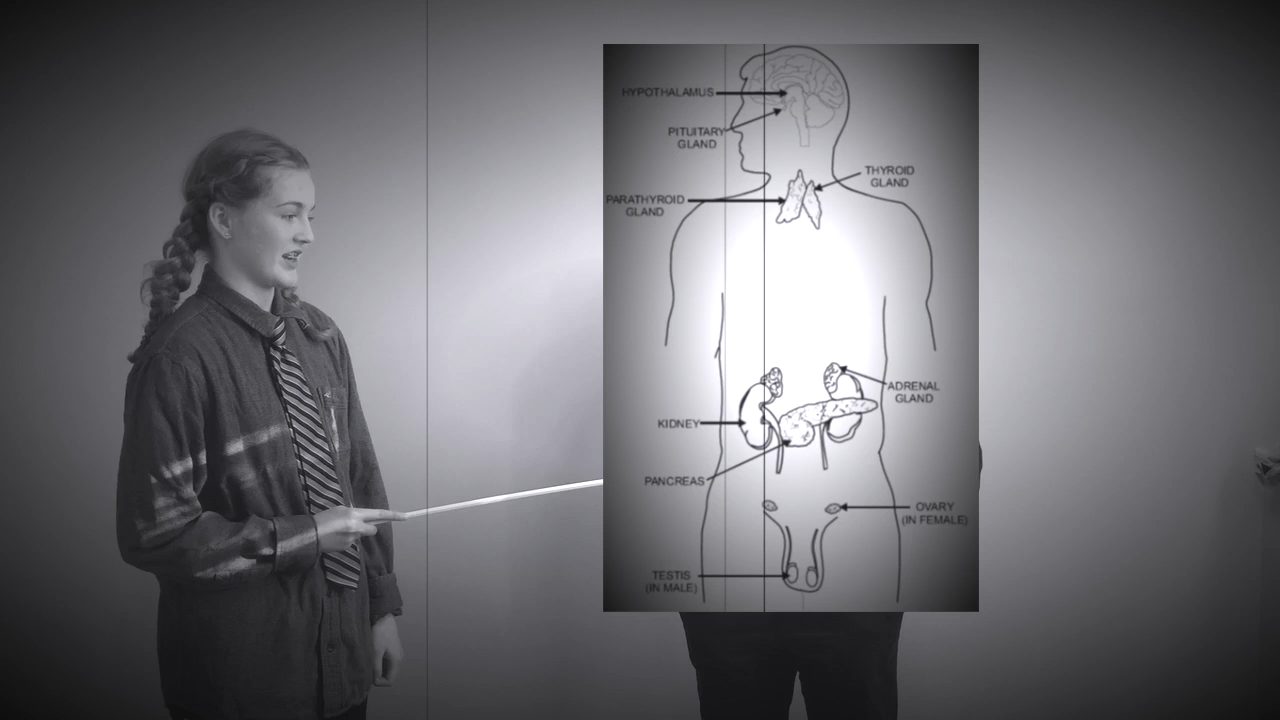 HYPOTHALAMUS
PITUITARY
GLAND
THYROID
GLAND
PARATHYROID
GLAND
ADRENAL
GLAND
KIDNEY
PANCREAS
OVARY
(IN FEMALE)
TESTIS
(IN MALE)